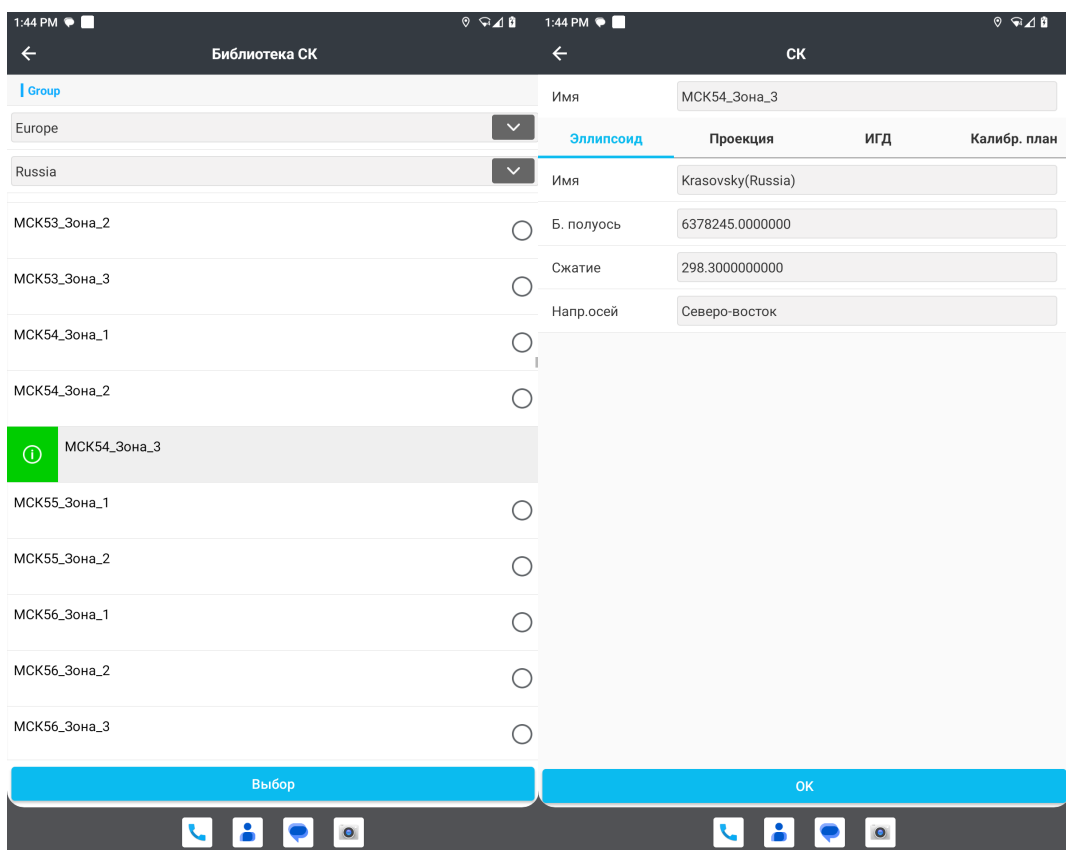 1:44 PM
Библиотека СК
Group
Europe
Russia
МСК53_Зона_2
МСК53_Зона_3
МСК54_Зона_1
МСК54_Зона_2
МСК54_Зона_3
МСК55_Зона_1
МСК55_Зона_2
МСК56_Зона_1
МСК56_Зона_2
МСК56_Зона_3
Выбор
1:44 PM
СК
Имя МСК54_Зона_3
Эллипсоид Проекция ИГД Калибр. план
Имя Krasovsky(Russia)
Б. полуось 6378245.0000000
Сжатие 298.3000000000
Напр.осей Северо-восток
OK